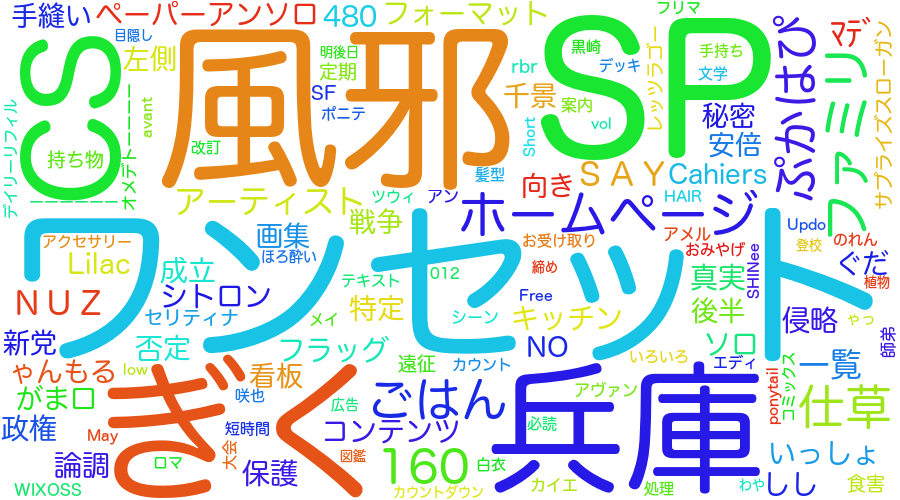 手縫い
ペーパーアンソロ
480
フォーマット
フリマ
マデ
目隠し
左側
明後日
定期
黒崎
デッキ
手持ち
文学
レッツラゴー
ぷかはぴ
ファミリ
サプライズスローガン
CS
風邪
SP
rbr
SF
千景
案内
ポニテ
vol
Short
秘密
安倍
avant
オメデトーーーー
デイリーリフィル
持ち物
改訂
髪型
ーーーーーー
アーティスト
ツウィ
アン
向き
SAY
Cahiers
HAIR
戦争
ホームページ
Updo
登校
のれん
アクセサリー
画集
ほろ酔い
お受け取り
アメル
おみやげ
SHINee
ぐだ
植物
Lilac
成立
テキスト
012
締め
真実
ワンセット
NUZ
シトロン
特定
Free
後半
侵略
やっ
師弟
セリティナ
メイ
シーン
キッチン
新党
否定
フラッグ
NO
ソロ
いろいろ
遠征
カウント
エディ
一覧
ゃんもる
low
看板
がま口
咲也
ごはん
アヴァン
ponytail
コミックス
仕草
ぎく
兵庫
広告
政権
May
短時間
コンテンツ
必読
大会
いっしょ
論調
ロマ
保護
図鑑
160
白衣
カイエ
処理
わや
しし
食害
WIXOSS
カウントダウン